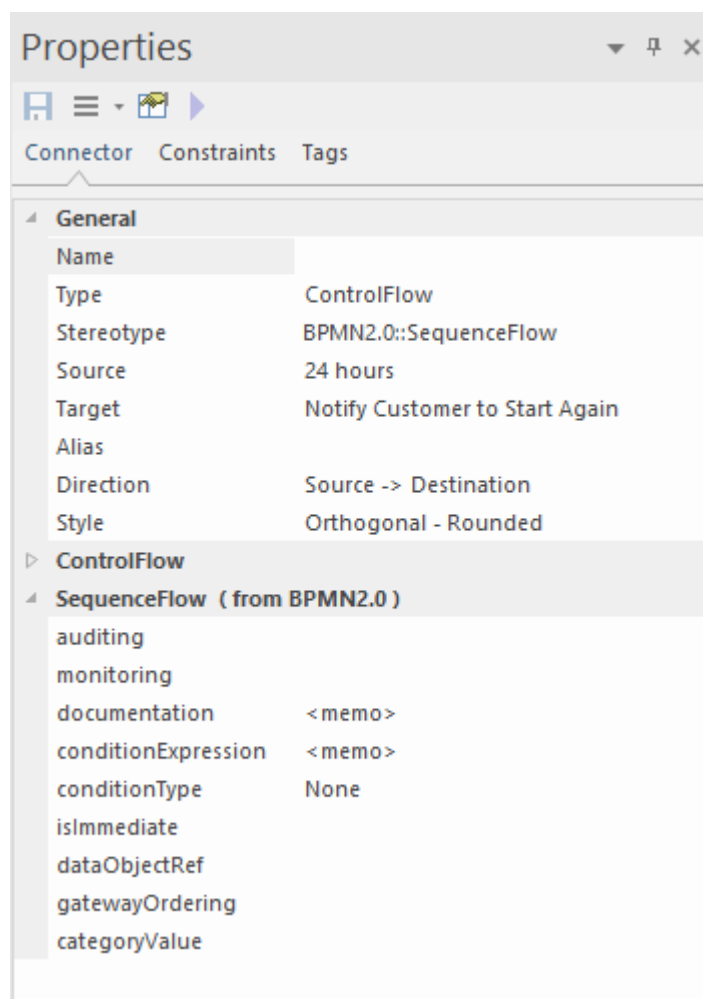 Properties
Connector Constraints Tags
General
Name
Type ControlFlow
Stereotype BPMN2.0::SequenceFlow
Source 24 hours
Target Notify Customer to Start Again
Alias
Direction Source -> Destination
Style Orthogonal - Rounded
ControlFlow
SequenceFlow ( from BPMN2.0 )
auditing
monitoring
documentation <memo>
conditionExpression <memo>
conditionType None
isImmediate
dataObjectRef
gatewayOrdering
categoryValue